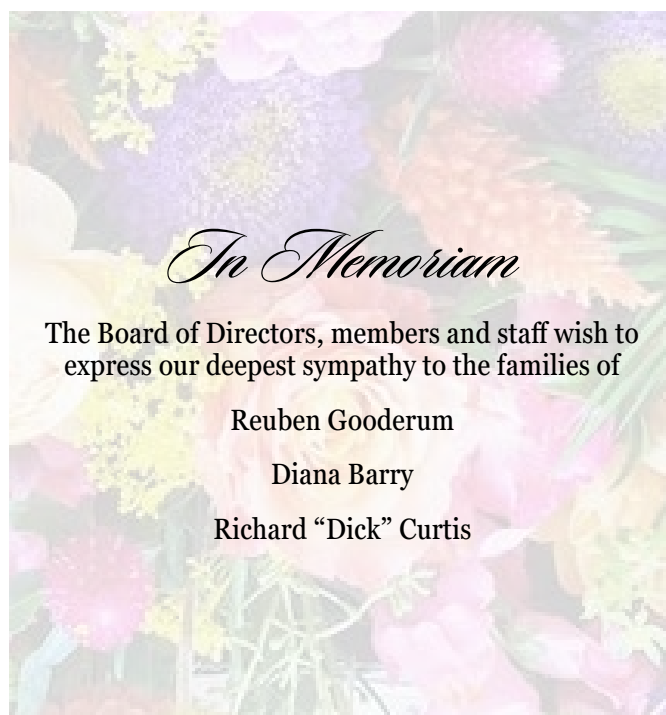 In Memoriam
The Board of Directors, members and staff wish to
express our deepest sympathy to the families of
Reuben Gooderum
Diana Barry
Richard “Dick” Curtis